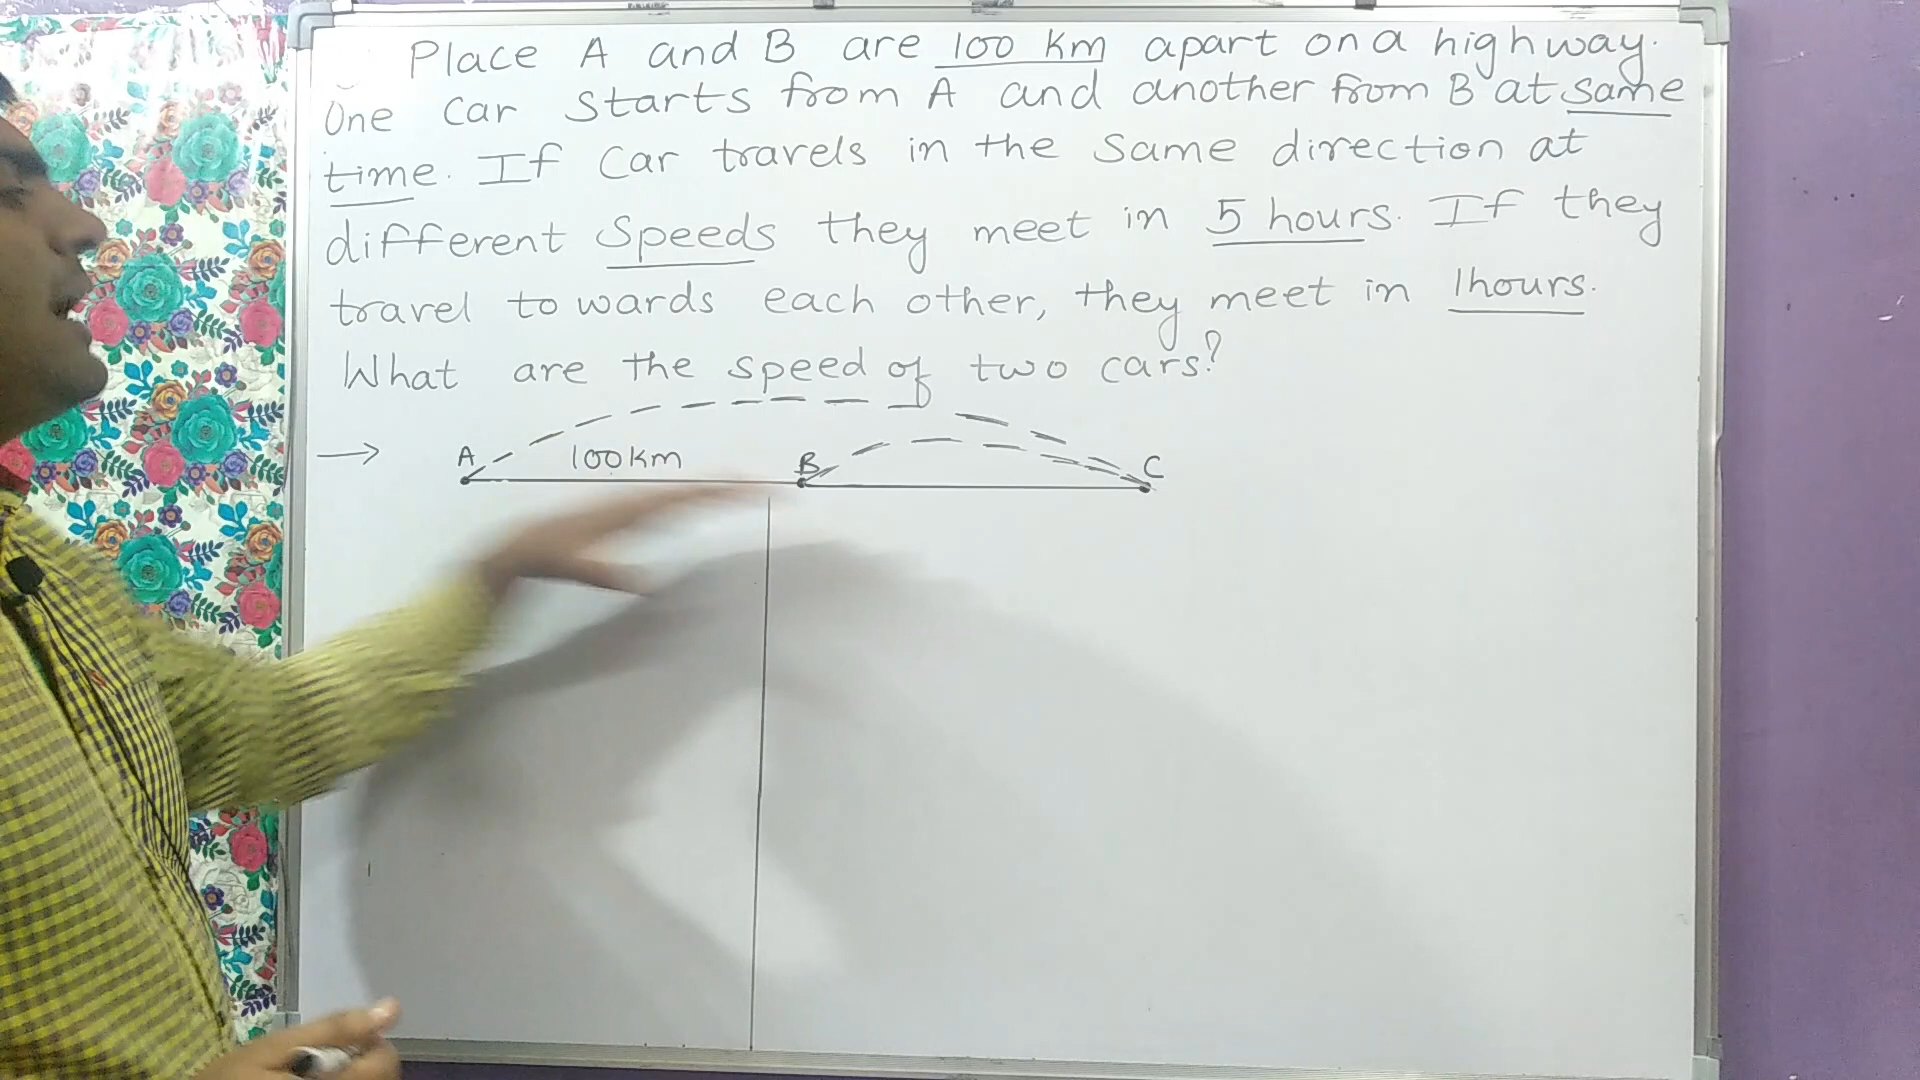 Place A and B are 100 Km apart on a highway.
One car starts from A and another from B at same
time. If Car travels in the same direction at
different speeds they meet in 5 hours. If they
travel towards each other, they meet in 1hours.
What are the speed of two cars?
→ A 100Km B C